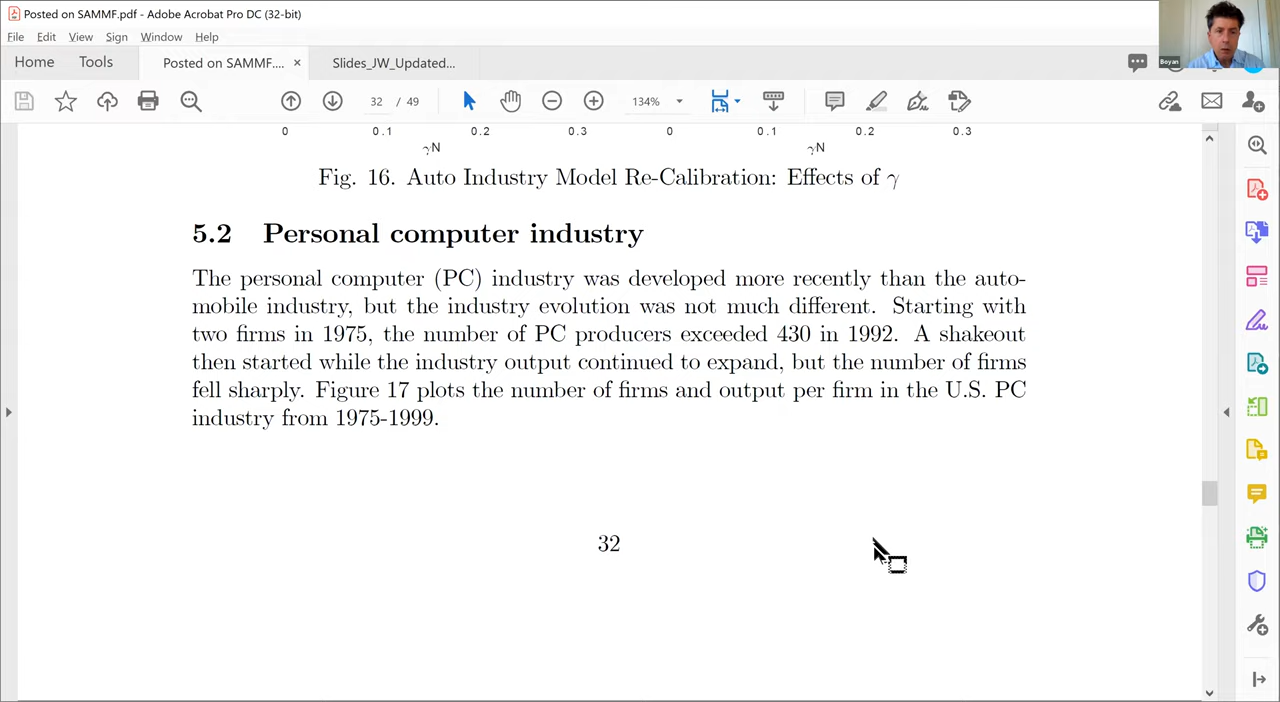 Posted on SAMMF.pdf - Adobe Acrobat Pro DC (32-bit)
File Edit View Sign Window Help
Home Tools Posted on SAMMF.... × Slides_JW_Updated...
32 / 49 134%
Boyan
0 0.1 0.2 0.3 0 0.1 0.2 0.3
γN γN
Fig. 16. Auto Industry Model Re-Calibration: Effects of γ
5.2 Personal computer industry
The personal computer (PC) industry was developed more recently than the auto-
mobile industry, but the industry evolution was not much different. Starting with
two firms in 1975, the number of PC producers exceeded 430 in 1992. A shakeout
then started while the industry output continued to expand, but the number of firms
fell sharply. Figure 17 plots the number of firms and output per firm in the U.S. PC
industry from 1975-1999.
32